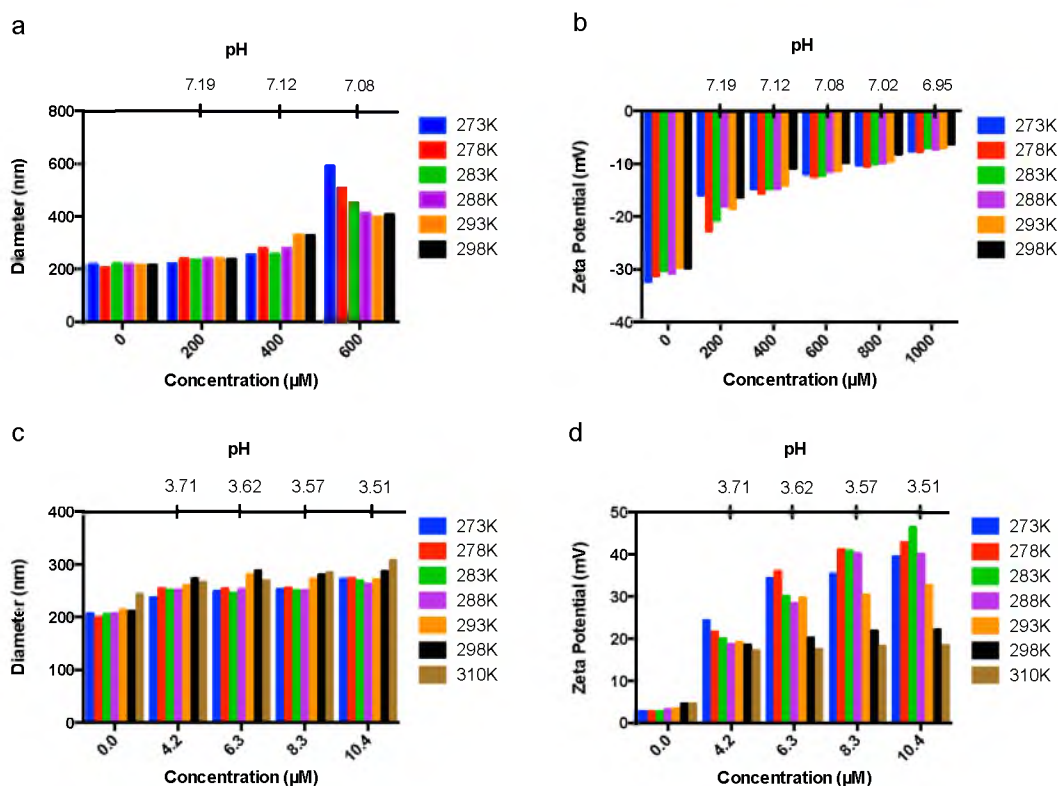 a
pH
7.19 7.12 7.08
800
600
400
200
0
Diameter (nm)
0 200 400 600
Concentration (µM)
273K
278K
283K
288K
293K
298K
b
pH
7.19 7.12 7.08 7.02 6.95
0
-10
-20
-30
-40
Zeta Potential (mV)
0 200 400 600 800 1000
Concentration (µM)
273K
278K
283K
288K
293K
298K
c
pH
3.71 3.62 3.57 3.51
400
300
200
100
0
Diameter (nm)
0.0 4.2 6.3 8.3 10.4
Concentration (µM)
273K
278K
283K
288K
293K
298K
310K
d
pH
3.71 3.62 3.57 3.51
50
40
30
20
10
0
Zeta Potential (mV)
0.0 4.2 6.3 8.3 10.4
Concentration (µM)
273K
278K
283K
288K
293K
298K
310K